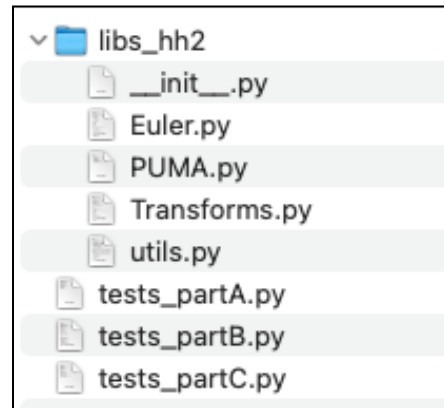 libs_hh2
__init__.py
Euler.py
PUMA.py
Transforms.py
utils.py
tests_partA.py
tests_partB.py
tests_partC.py